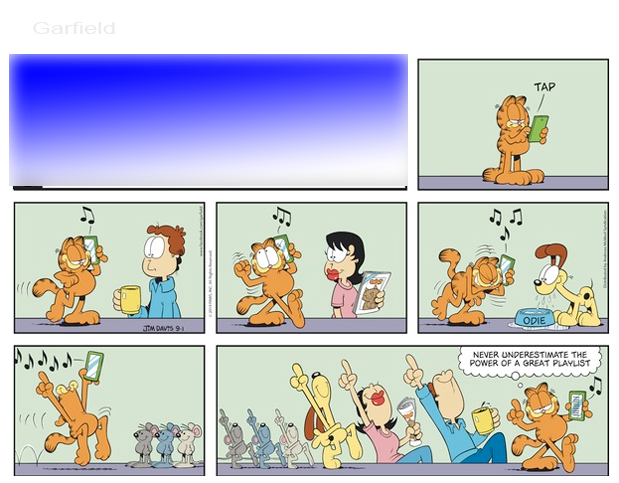 Garfield
TAP
JIM DAVIS 9-1
ODIE
NEVER UNDERESTIMATE THE
POWER OF A GREAT PLAYLIST